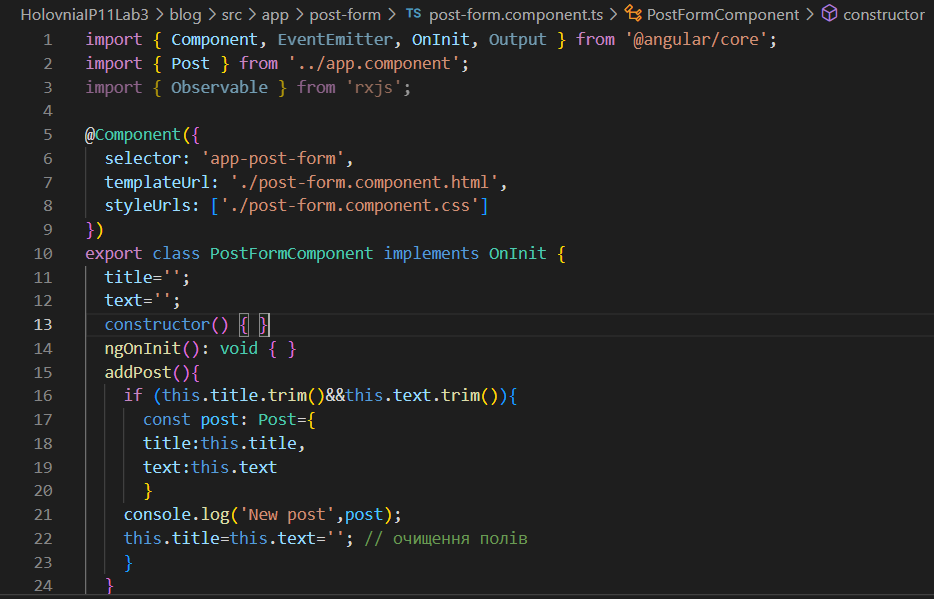 HolovniaIP11Lab3 > blog > src > app > post-form > TS post-form.component.ts > PostFormComponent > constructor
1 import { Component, EventEmitter, OnInit, Output } from '@angular/core';
2 import { Post } from '../app.component';
3 import { Observable } from 'rxjs';
4
5 @Component({
6 selector: 'app-post-form',
7 templateUrl: './post-form.component.html',
8 styleUrls: ['./post-form.component.css']
9 })
10 export class PostFormComponent implements OnInit {
11 title='';
12 text='';
13 constructor() { }
14 ngOnInit(): void { }
15 addPost(){
16 if (this.title.trim()&&this.text.trim()){
17 const post: Post={
18 title:this.title,
19 text:this.text
20 }
21 console.log('New post',post);
22 this.title=this.text=''; // очищення полів
23 }
24 }